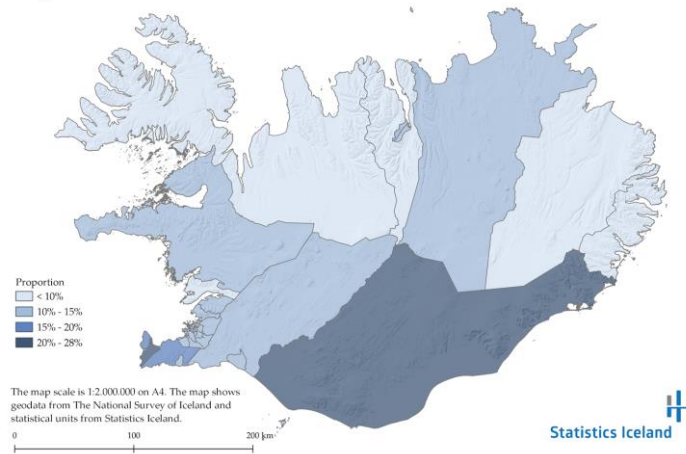 Proportion
< 10%
10% - 15%
15% - 20%
20% - 28%
The map scale is 1:2.000.000 on A4. The map shows
geodata from The National Survey of Iceland and
statistical units from Statistics Iceland.
0 100 200 km
Statistics Iceland